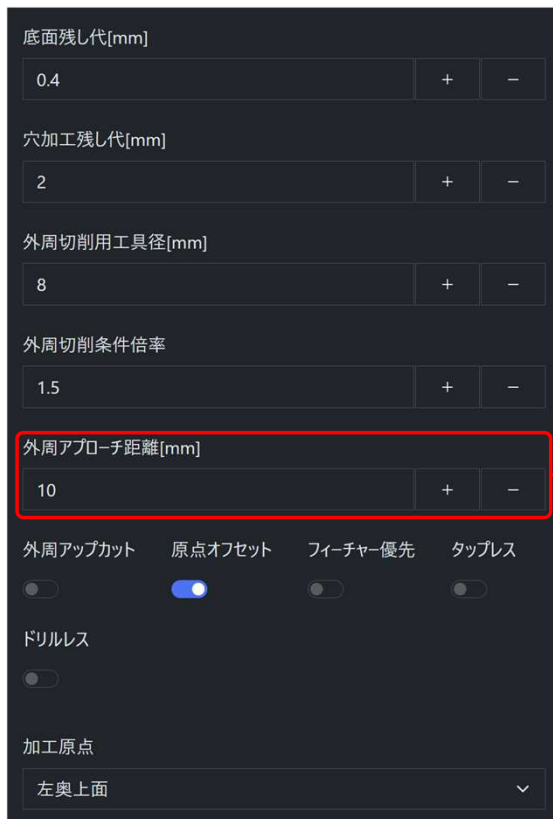 底面残し代[mm]
0.4 + −
穴加工残し代[mm]
2 + −
外周切削用工具径[mm]
8 + −
外周切削条件倍率
1.5 + −
外周アプローチ距離[mm]
10 + −
外周アップカット 原点オフセット フィーチャー優先 タップレス
ドリルレス
加工原点
左奥上面